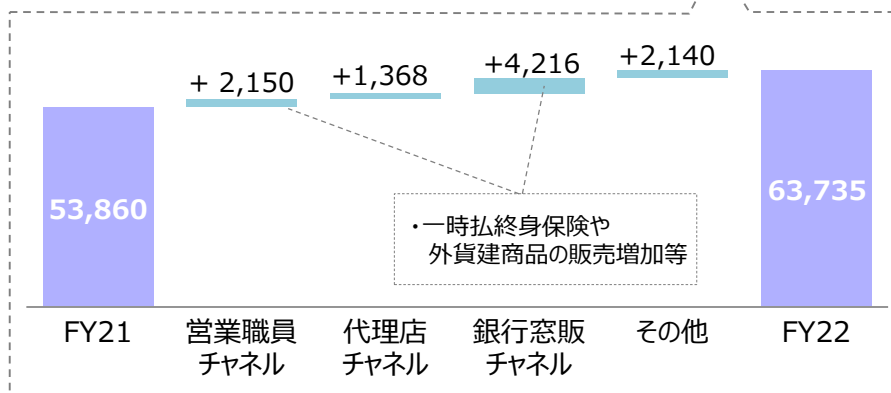 + 2,150
+1,368
+4,216
+2,140
53,860
63,735
・一時払終身保険や
外貨建商品の販売増加等
FY21
営業職員
チャネル
代理店
チャネル
銀行窓販
チャネル
その他
FY22